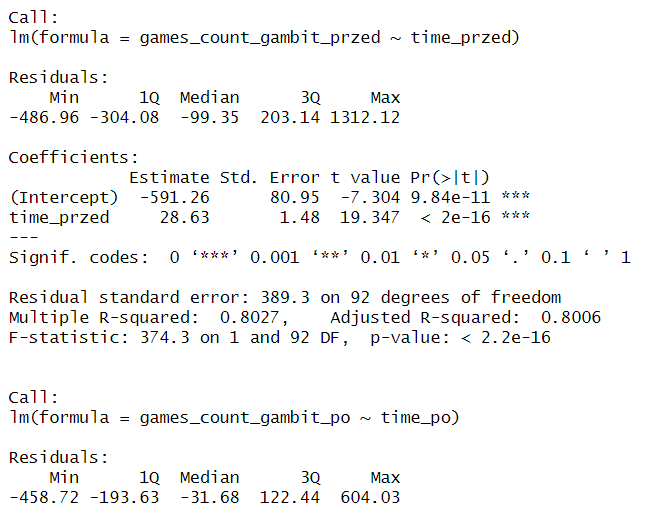 Call:
lm(formula = games_count_gambit_przed ~ time_przed)
Residuals:
    Min      1Q  Median      3Q     Max
-486.96 -304.08  -99.35  203.14 1312.12
Coefficients:
            Estimate Std. Error t value Pr(>|t|)
(Intercept)  -591.26      80.95  -7.304 9.84e-11 ***
time_przed     28.63       1.48  19.347  < 2e-16 ***
---
Signif. codes:  0 ‘***’ 0.001 ‘**’ 0.01 ‘*’ 0.05 ‘.’ 0.1 ‘ ’ 1
Residual standard error: 389.3 on 92 degrees of freedom
Multiple R-squared:  0.8027,    Adjusted R-squared:  0.8006
F-statistic: 374.3 on 1 and 92 DF,  p-value: < 2.2e-16
Call:
lm(formula = games_count_gambit_po ~ time_po)
Residuals:
    Min      1Q  Median      3Q     Max
-458.72 -193.63  -31.68  122.44  604.03